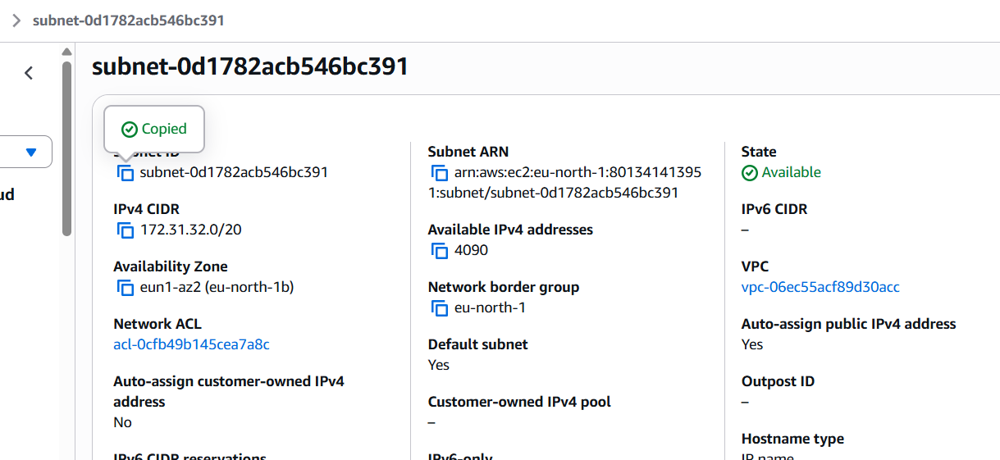 subnet-0d1782acb546bc391
subnet-0d1782acb546bc391
Copied
Subnet ID
subnet-0d1782acb546bc391
IPv4 CIDR
172.31.32.0/20
Availability Zone
eun1-az2 (eu-north-1b)
Network ACL
acl-0cfb49b145cea7a8c
Auto-assign customer-owned IPv4
address
No
IPv6 CIDR reservations
Subnet ARN
arn:aws:ec2:eu-north-1:80134141395
1:subnet/subnet-0d1782acb546bc391
Available IPv4 addresses
4090
Network border group
eu-north-1
Default subnet
Yes
Customer-owned IPv4 pool
–
IPv6-only
State
Available
IPv6 CIDR
–
VPC
vpc-06ec55acf89d30acc
Auto-assign public IPv4 address
Yes
Outpost ID
–
Hostname type
IP name